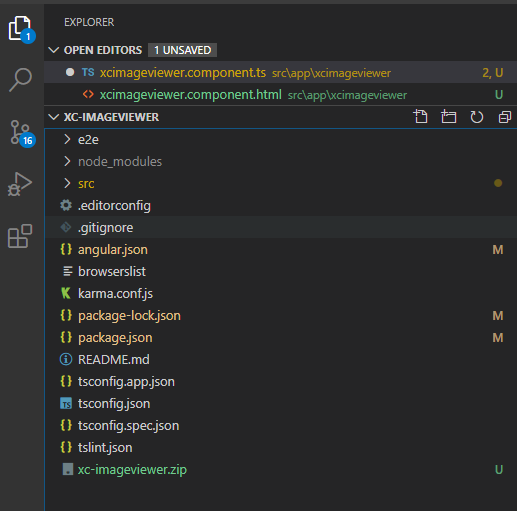 EXPLORER
OPEN EDITORS 1 UNSAVED
1
TS xcimageviewer.component.ts src\app\xcimageviewer 2, U
<> xcimageviewer.component.html src\app\xcimageviewer U
XC-IMAGEVIEWER
16
e2e
node_modules
src
.editorconfig
.gitignore
{} angular.json M
browserslist
karma.conf.js
{} package-lock.json M
{} package.json M
README.md
{} tsconfig.app.json
TS tsconfig.json
{} tsconfig.spec.json
{} tslint.json
xc-imageviewer.zip U